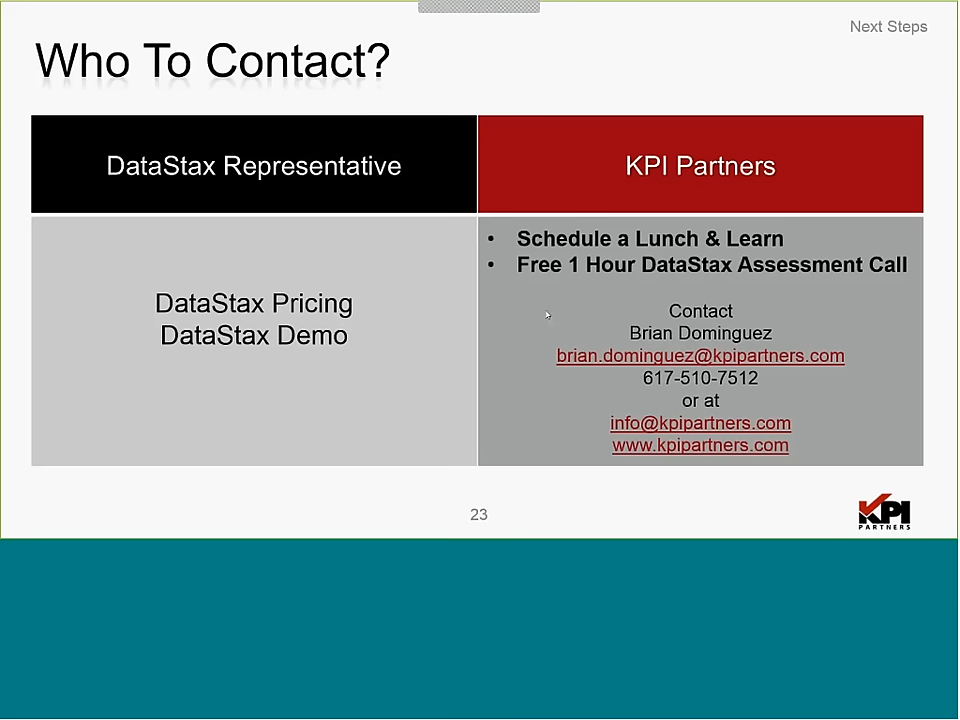 Next Steps
Who To Contact?
DataStax Representative
KPI Partners
DataStax Pricing
DataStax Demo
• Schedule a Lunch & Learn
• Free 1 Hour DataStax Assessment Call
Contact
Brian Dominguez
brian.dominguez@kpipartners.com
617-510-7512
or at
info@kpipartners.com
www.kpipartners.com
23
KPI
PARTNERS